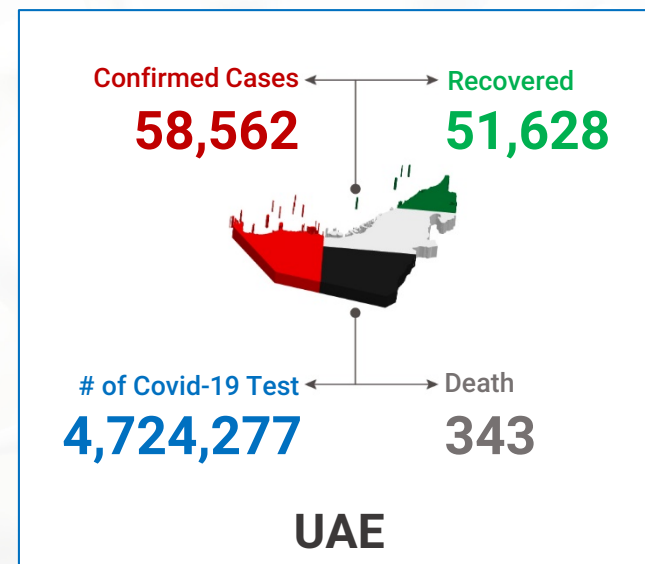 Confirmed Cases
Recovered
58,562
51,628
# of Covid-19 Test
Death
4,724,277
343
UAE